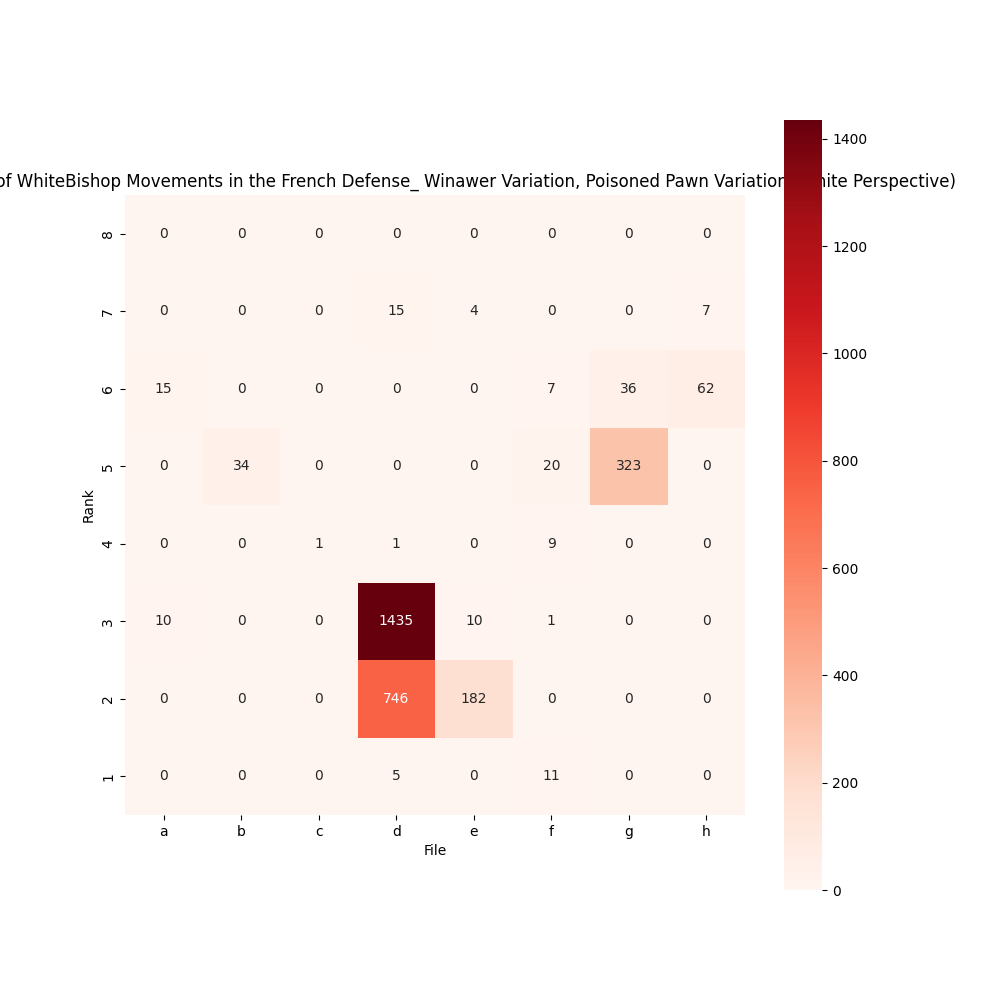 of WhiteBishop Movements in the French Defense_ Winawer Variation, Poisoned Pawn Variation Perspective)
8 0 0 0 0 0 0 0 0
7 0 0 0 15 4 0 0 7
6 15 0 0 0 0 7 36 62
5 0 34 0 0 0 20 323 0
4 0 0 1 1 0 9 0 0
3 10 0 0 1435 10 1 0 0
2 0 0 0 746 182 0 0 0
1 0 0 0 5 0 11 0 0
a b c d e f g h
File
Rank
1400
1200
1000
800
600
400
200
0